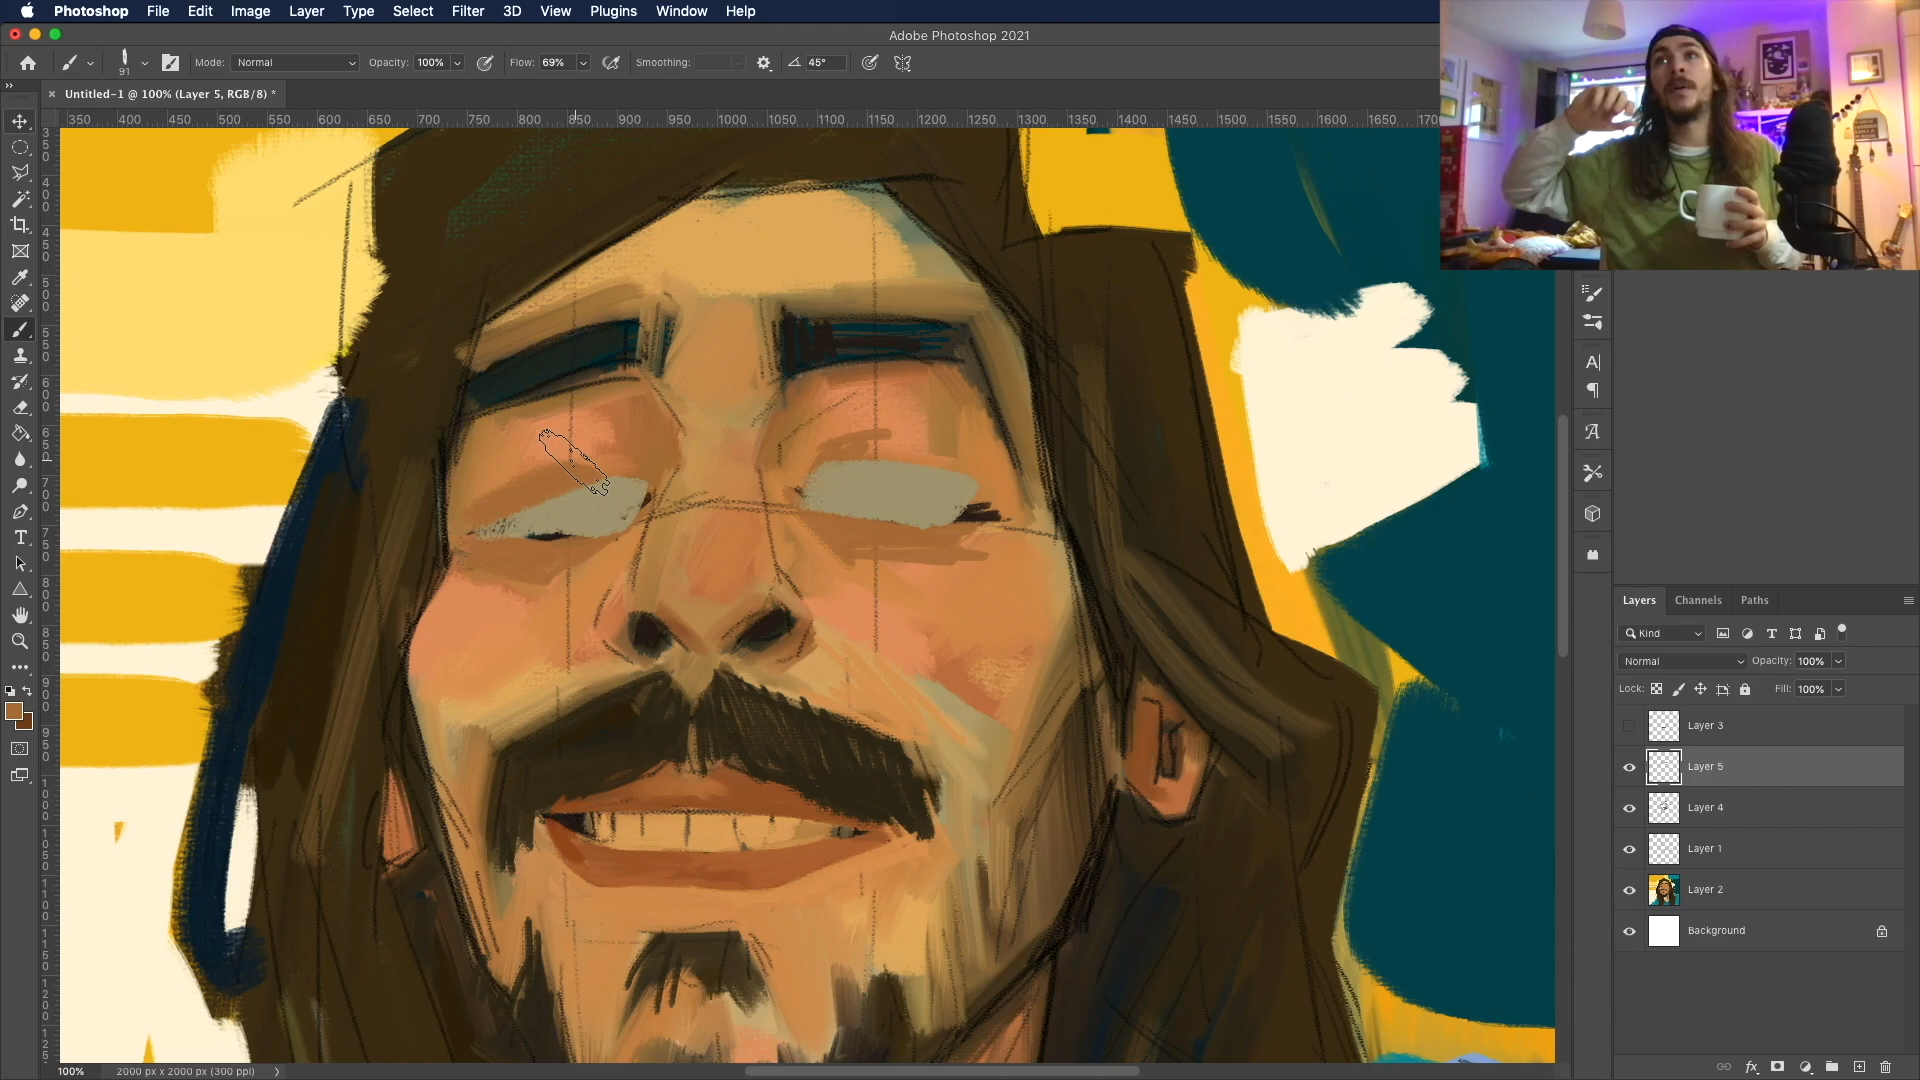 Photoshop File Edit Image Layer Type Select Filter 3D View Plugins Window Help
Adobe Photoshop 2021
91 Mode: Normal Opacity: 100% Flow: 69% Smoothing: 45°
Untitled-1 @ 100% (Layer 5, RGB/8) *
350 400 450 500 550 600 650 700 750 800 850 900 950 1000 1050 1100 1150 1200 1250 1300 1350 1400 1450 1500 1550 1600 1650 1700
Layers Channels Paths
Kind
Normal Opacity: 100%
Lock: Fill: 100%
Layer 3
Layer 5
Layer 4
Layer 1
Layer 2
Background
100% 2000 px x 2000 px (300 ppi)